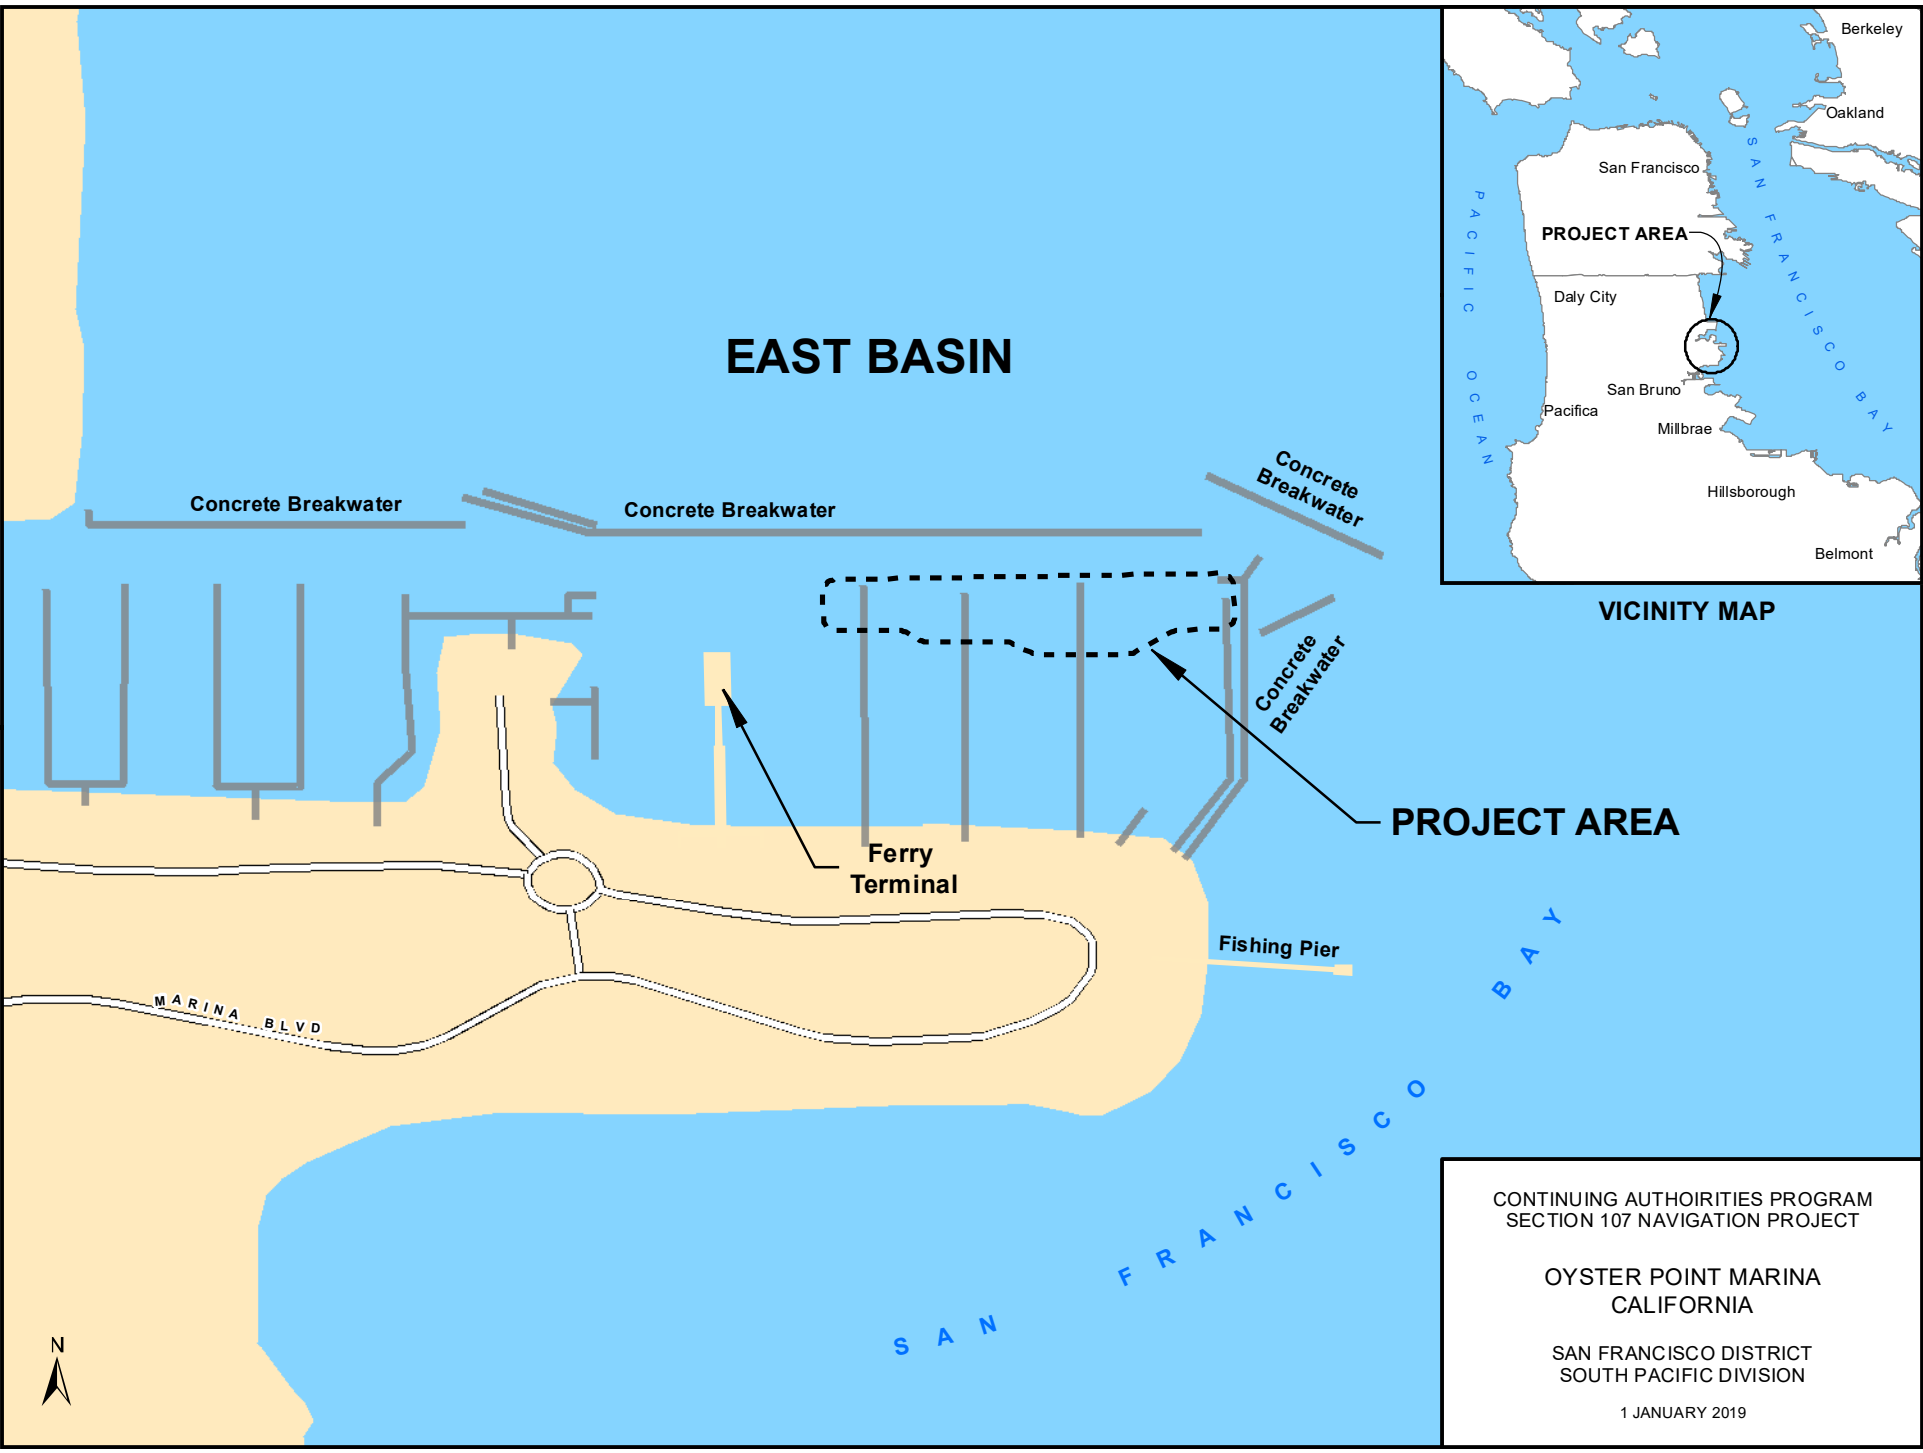 EAST BASIN
Concrete Breakwater
Concrete Breakwater
Concrete
Breakwater
Concrete
Breakwater
PROJECT AREA
Ferry
Terminal
Fishing Pier
MARINA BLVD
SAN FRANCISCO BAY
N
Berkeley
Oakland
San Francisco
PROJECT AREA
Daly City
San Bruno
Pacifica
Millbrae
Hillsborough
Belmont
PACIFIC OCEAN
SAN FRANCISCO BAY
VICINITY MAP
CONTINUING AUTHOIRITIES PROGRAM
SECTION 107 NAVIGATION PROJECT
OYSTER POINT MARINA
CALIFORNIA
SAN FRANCISCO DISTRICT
SOUTH PACIFIC DIVISION
1 JANUARY 2019